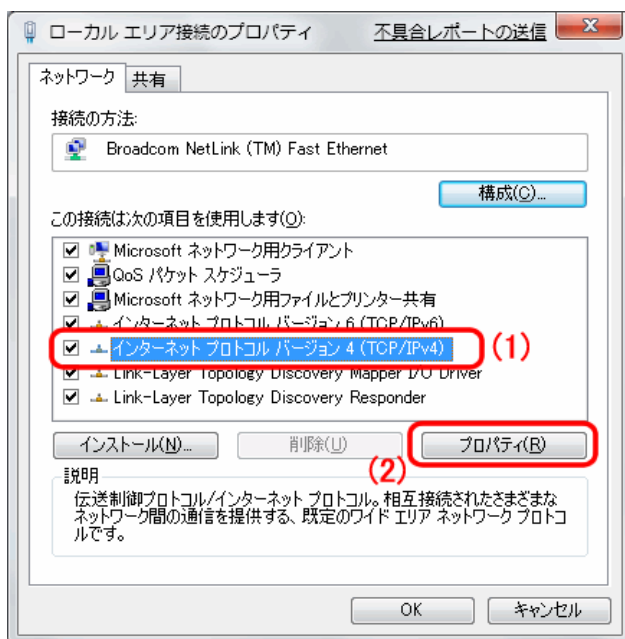 ローカル エリア接続のプロパティ 不具合レポートの送信
ネットワーク 共有
接続の方法:
Broadcom NetLink (TM) Fast Ethernet
構成(C)...
この接続は次の項目を使用します(O):
Microsoft ネットワーク用クライアント
QoS パケット スケジューラ
Microsoft ネットワーク用ファイルとプリンター共有
インターネット プロトコル バージョン 6 (TCP/IPv6)
インターネット プロトコル バージョン 4 (TCP/IPv4) (1)
Link-Layer Topology Discovery Mapper I/O Driver
Link-Layer Topology Discovery Responder
インストール(N)... 削除(U) プロパティ(R)
(2)
説明
伝送制御プロトコル/インターネット プロトコル。相互接続されたさまざまな
ネットワーク間の通信を提供する、既定のワイド エリア ネットワーク プロトコ
ルです。
OK キャンセル